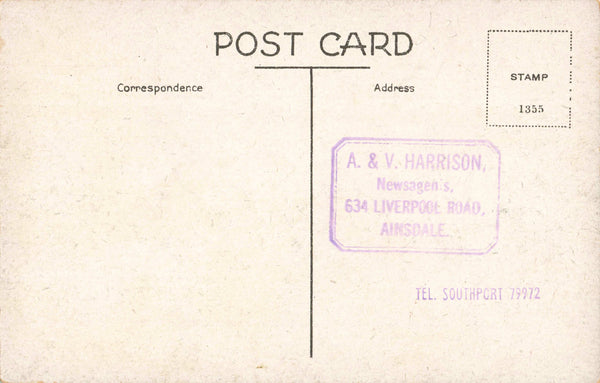 POST CARD
Correspondence
Address
STAMP
1355
A. & V. HARRISON,
Newsagents,
634 LIVERPOOL ROAD,
AINSDALE.
TEL. SOUTHPORT 79972